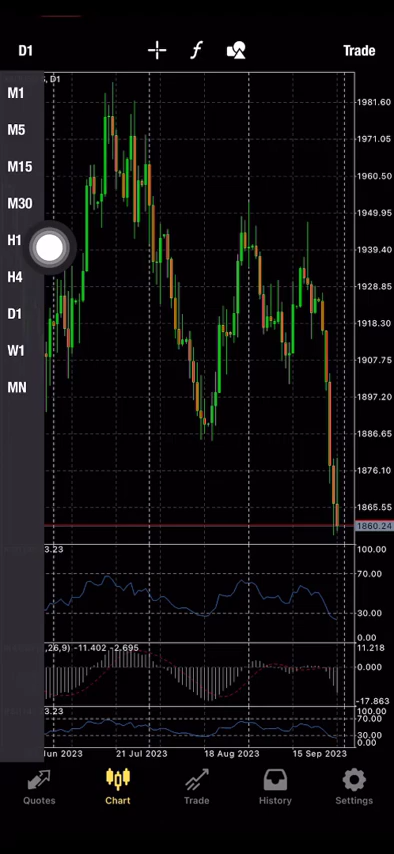 D1
Trade
, D1
M1
M5
M15
M30
H1
H4
D1
W1
MN
1981.60
1971.05
1960.50
1949.95
1939.40
1928.85
1918.30
1907.75
1897.20
1886.65
1876.10
1865.55
1860.24
3.23
100.00
70.00
30.00
0.00
,26,9) -11.402 -2.695
11.218
0.000
-17.863
3.23
100.00
70.00
30.00
0.00
un 2023
21 Jul 2023
18 Aug 2023
15 Sep 2023
Quotes
Chart
Trade
History
Settings